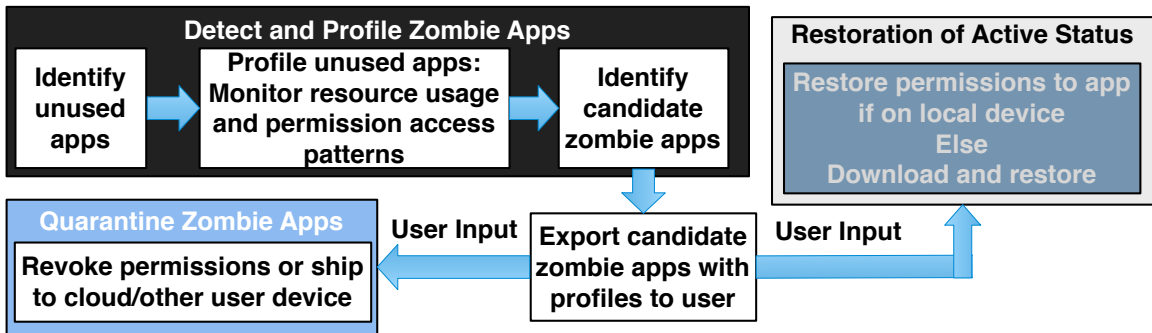 Detect and Profile Zombie Apps
Identify
unused
apps
Profile unused apps:
Monitor resource usage
and permission access
patterns
Identify
candidate
zombie apps
Restoration of Active Status
Restore permissions to app
if on local device
Else
Download and restore
Quarantine Zombie Apps
Revoke permissions or ship
to cloud/other user device
User Input
Export candidate
zombie apps with
profiles to user
User Input